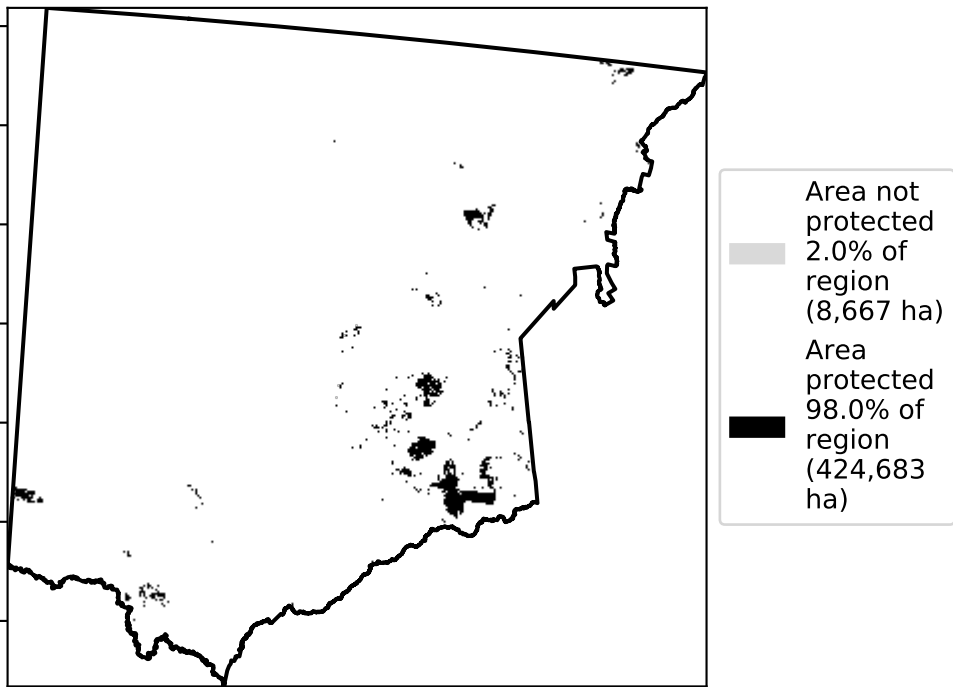 Area not
protected
2.0% of
region
(8,667 ha)
Area
protected
98.0% of
region
(424,683
ha)